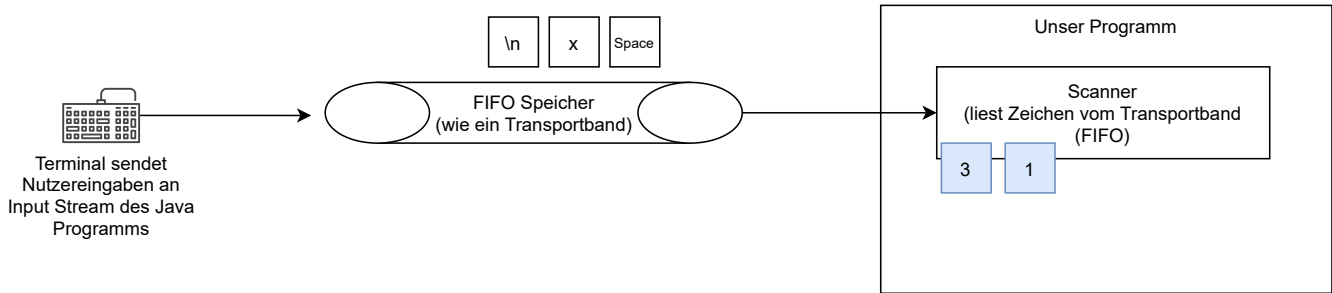 Terminal sendet
Nutzereingaben an
Input Stream des Java
Programms
\n
x
Space
FIFO Speicher
(wie ein Transportband)
Unser Programm
Scanner
(liest Zeichen vom Transportband
(FIFO)
3
1